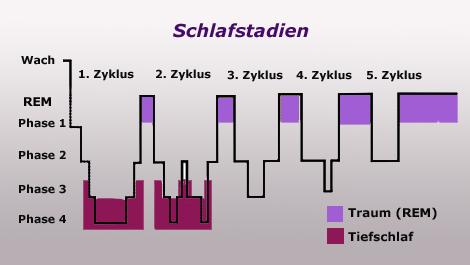 Schlafstadien
Wach
1. Zyklus 2. Zyklus 3. Zyklus 4. Zyklus 5. Zyklus
REM
Phase 1
Phase 2
Phase 3
Phase 4
Traum (REM)
Tiefschlaf